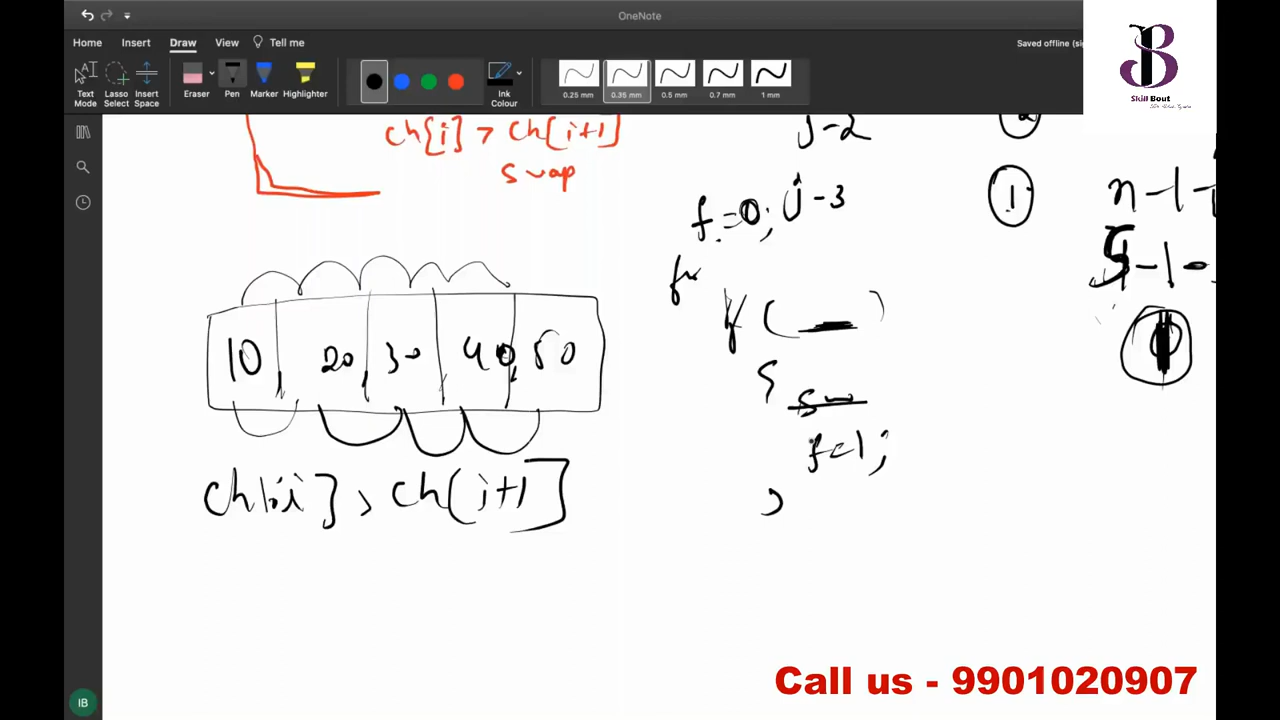 OneNote
Home Insert Draw View Tell me
Saved offline
Text Mode
Lasso Select
Insert Space
Eraser
Pen
Marker
Highlighter
Ink Colour
0.25 mm
0.35 mm
0.5 mm
0.7 mm
1 mm
Skill Bout
ch[i] > ch[i+1]
swap
j-2
f=0; j-3
1
n-1-
5-1-
for
if ( )
{
f=1;
}
10 20 30 40 50
ch[i] > ch[i+1]
IB
Call us - 9901020907